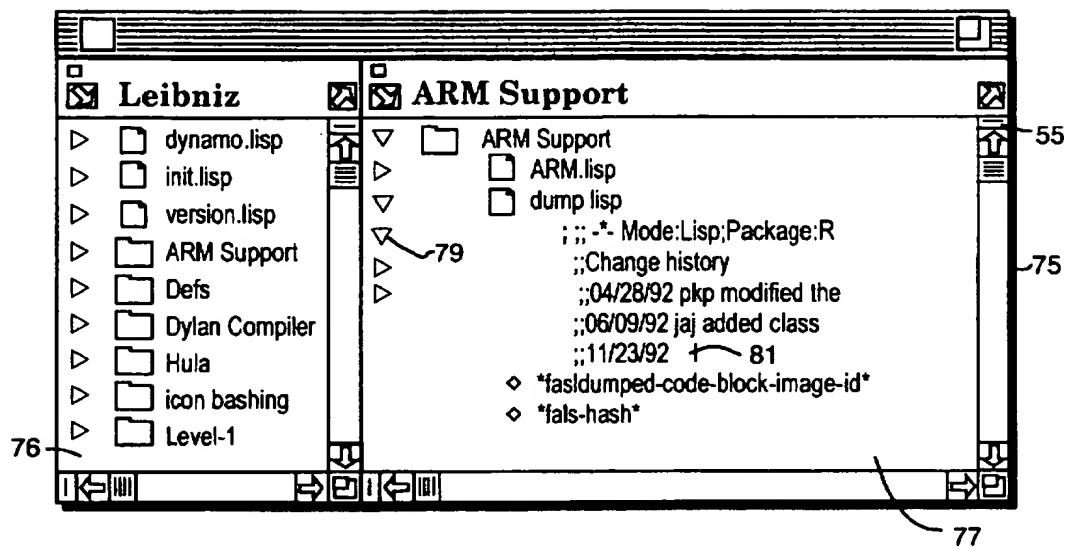 Leibniz
dynamo.lisp
init.lisp
version.lisp
ARM Support
Defs
Dylan Compiler
Hula
icon bashing
Level-1
ARM Support
ARM Support
ARM.lisp
dump lisp
; ;; -*- Mode:Lisp;Package:R
;;Change history
;;04/28/92 pkp modified the
;;06/09/92 jaj added class
;;11/23/92
*fasldumped-code-block-image-id*
*fals-hash*
55
75
79
81
76
77